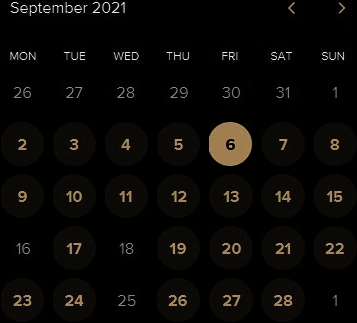 September 2021
MON TUE WED THU FRI SAT SUN
26 27 28 29 30 31 1
2 3 4 5 6 7 8
9 10 11 12 13 14 15
16 17 18 19 20 21 22
23 24 25 26 27 28 1